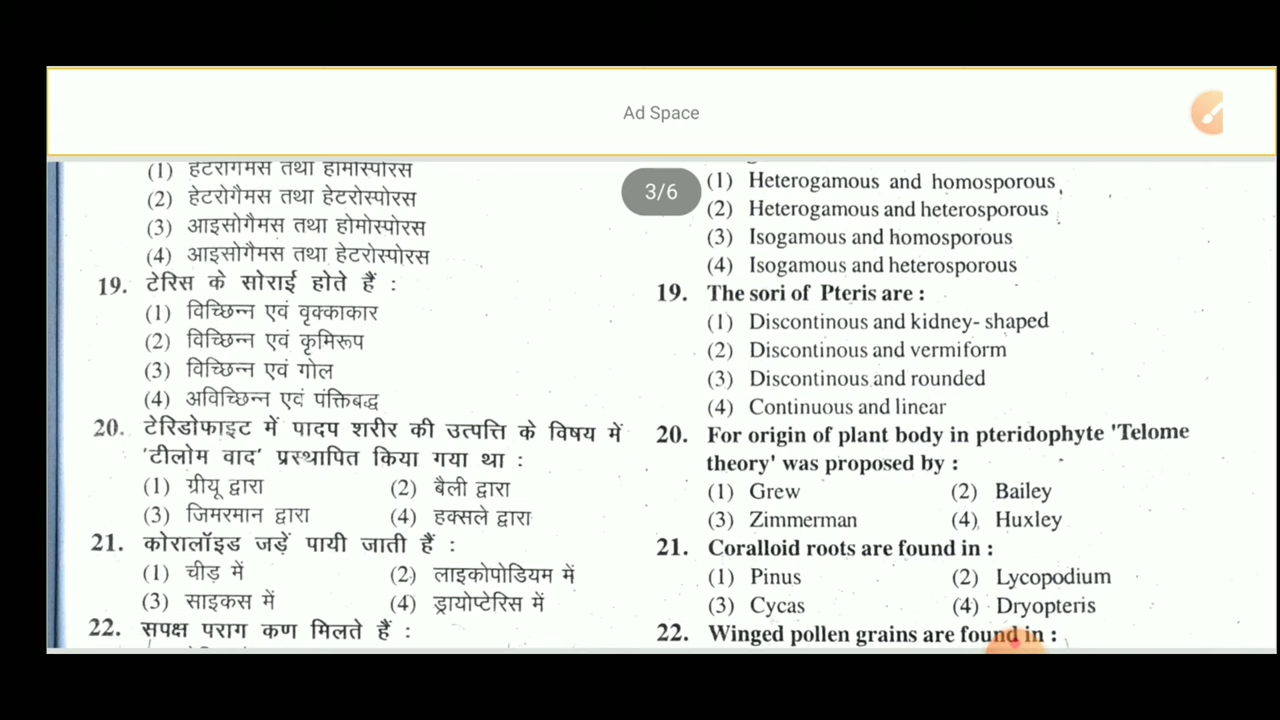 Ad Space
3/6
(1) हेटरोगैमस तथा होमोस्पोरस
(2) हेटरोगैमस तथा हेटरोस्पोरस
(3) आइसोगैमस तथा होमोस्पोरस
(4) आइसोगैमस तथा हेटरोस्पोरस
19. टेरिस के सोराई होते हैं :
(1) विच्छिन्न एवं वृक्काकार
(2) विच्छिन्न एवं कृमिरूप
(3) विच्छिन्न एवं गोल
(4) अविच्छिन्न एवं पंक्तिबद्ध
20. टेरिडोफाइट में पादप शरीर की उत्पत्ति के विषय में
'टीलोम वाद' प्रस्थापित किया गया था :
(1) ग्रीयू द्वारा (2) बैली द्वारा
(3) जिमरमान द्वारा (4) हक्सले द्वारा
21. कोरालॉइड जड़ें पायी जाती हैं :
(1) चीड़ में (2) लाइकोपोडियम में
(3) साइकस में (4) ड्रायोप्टेरिस में
22. सपक्ष पराग कण मिलते हैं :
(1) Heterogamous and homosporous
(2) Heterogamous and heterosporous
(3) Isogamous and homosporous
(4) Isogamous and heterosporous
19. The sori of Pteris are :
(1) Discontinous and kidney- shaped
(2) Discontinous and vermiform
(3) Discontinous and rounded
(4) Continuous and linear
20. For origin of plant body in pteridophyte 'Telome
theory' was proposed by :
(1) Grew (2) Bailey
(3) Zimmerman (4) Huxley
21. Coralloid roots are found in :
(1) Pinus (2) Lycopodium
(3) Cycas (4) Dryopteris
22. Winged pollen grains are found in :